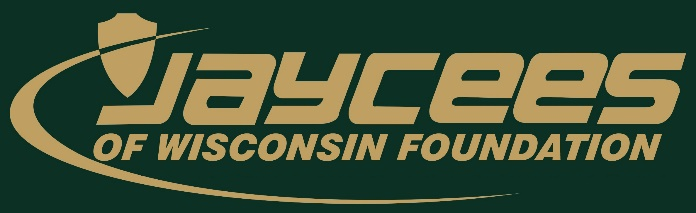 Jaycees
OF WISCONSIN FOUNDATION